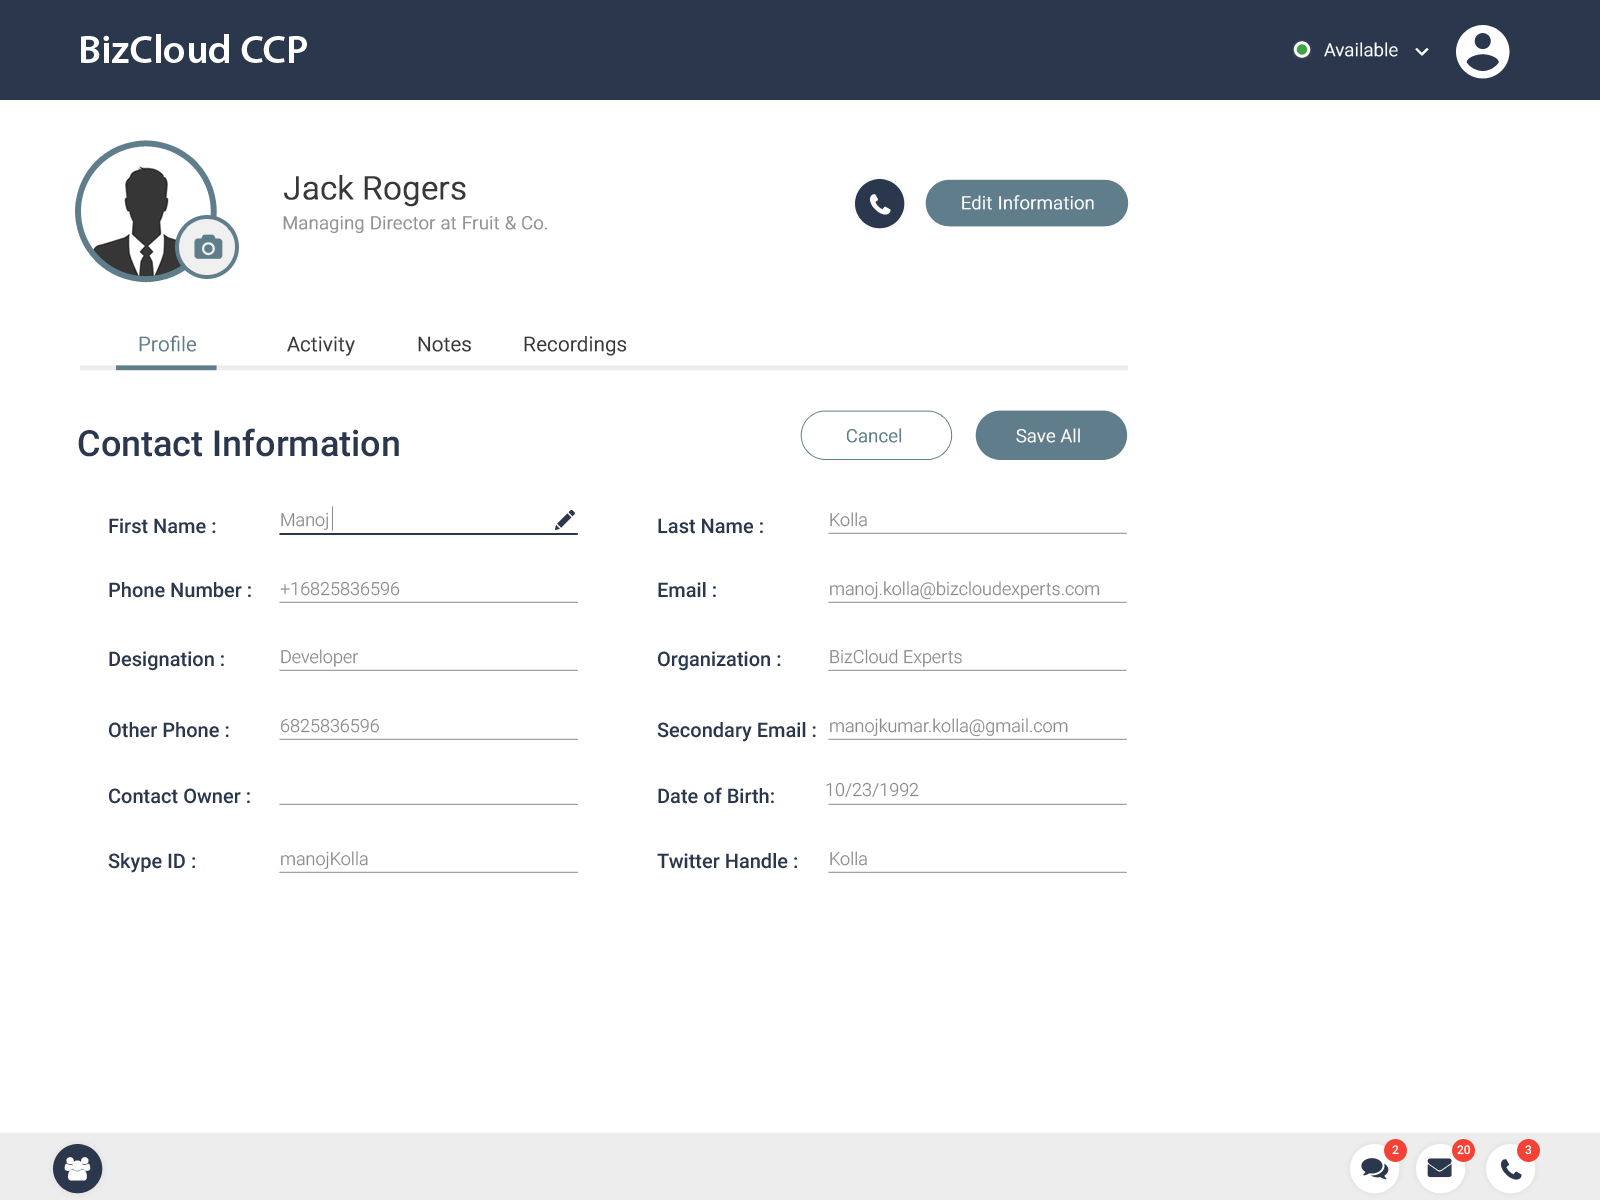 BizCloud CCP
Available
Jack Rogers
Managing Director at Fruit & Co.
Edit Information
Profile Activity Notes Recordings
Contact Information
Cancel Save All
First Name : Manoj Last Name : Kolla
Phone Number : +16825836596 Email : manoj.kolla@bizcloudexperts.com
Designation : Developer Organization : BizCloud Experts
Other Phone : 6825836596 Secondary Email : manojkumar.kolla@gmail.com
Contact Owner : Date of Birth: 10/23/1992
Skype ID : manojKolla Twitter Handle : Kolla
2 20 3